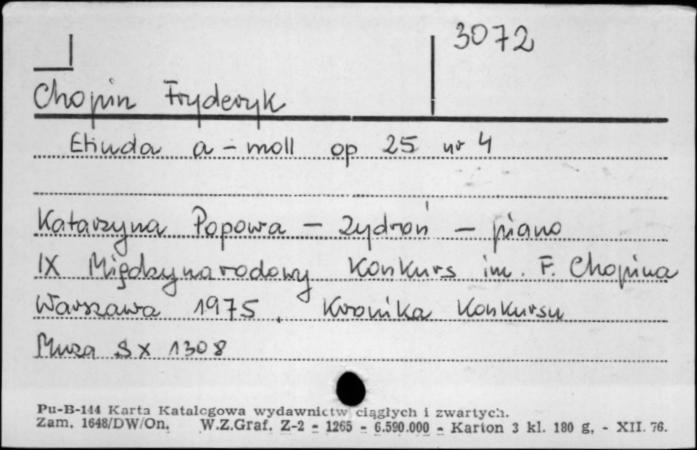 3072
Chopin Fryderyk
Etiuda a-moll op 25 nr 4
Katarzyna Popowa-Zydroń - piano
IX Międzynarodowy Konkurs im. F. Chopina
Warszawa 1975. Kronika Konkursu
Muza SX 1308
Pu-B-144 Karta Katalogowa wydawnictw ciągłych i zwartych.
Zam. 1648/DW/On. W.Z.Graf. Z-2 - 1265 - 6.590.000 - Karton 3 kl. 180 g. - XII. 76.